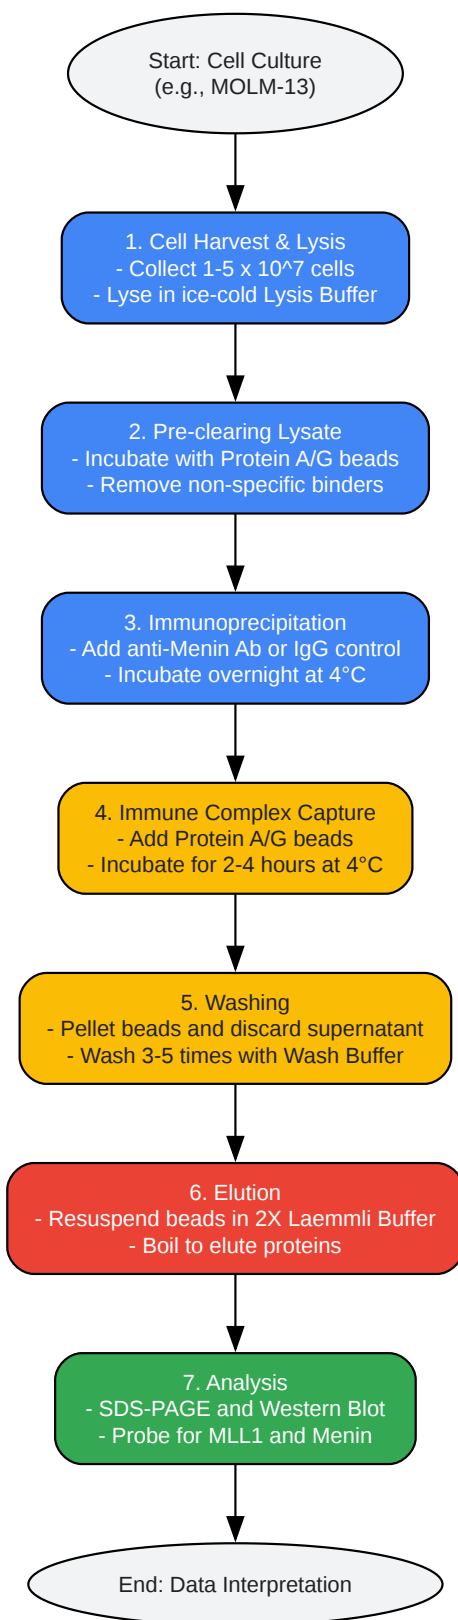 Start: Cell Culture
(e.g., MOLM-13)
1. Cell Harvest & Lysis
- Collect 1-5 x 10^7 cells
- Lyse in ice-cold Lysis Buffer
2. Pre-clearing Lysate
- Incubate with Protein A/G beads
- Remove non-specific binders
3. Immunoprecipitation
- Add anti-Menin Ab or IgG control
- Incubate overnight at 4°C
4. Immune Complex Capture
- Add Protein A/G beads
- Incubate for 2-4 hours at 4°C
5. Washing
- Pellet beads and discard supernatant
- Wash 3-5 times with Wash Buffer
6. Elution
- Resuspend beads in 2X Laemmli Buffer
- Boil to elute proteins
7. Analysis
- SDS-PAGE and Western Blot
- Probe for MLL1 and Menin
End: Data Interpretation